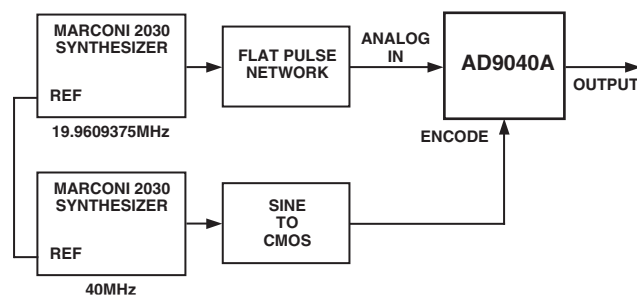 MARCONI 2030
SYNTHESIZER
REF
19.9609375MHz
FLAT PULSE
NETWORK
ANALOG
IN
AD9040A
OUTPUT
ENCODE
MARCONI 2030
SYNTHESIZER
REF
40MHz
SINE
TO
CMOS